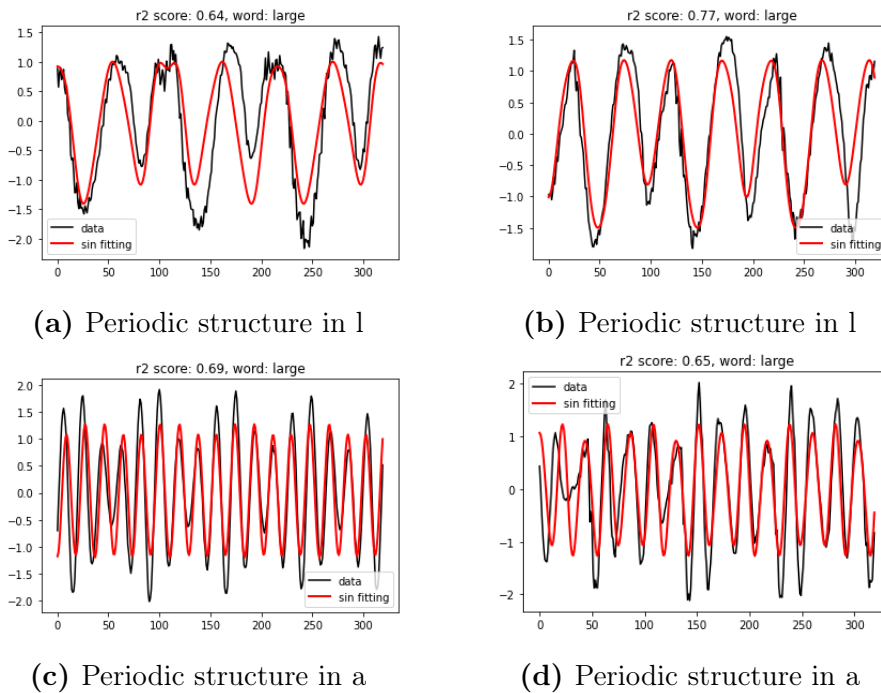 r2 score: 0.64, word: large
1.5
1.0
0.5
0.0
−0.5
−1.0
−1.5
−2.0
data
sin fitting
0 50 100 150 200 250 300
(a) Periodic structure in l
r2 score: 0.77, word: large
1.5
1.0
0.5
0.0
−0.5
−1.0
−1.5
data
sin fitting
0 50 100 150 200 250 300
(b) Periodic structure in l
r2 score: 0.69, word: large
2.0
1.5
1.0
0.5
0.0
−0.5
−1.0
−1.5
−2.0
data
sin fitting
0 50 100 150 200 250 300
(c) Periodic structure in a
r2 score: 0.65, word: large
data
sin fitting
2
1
0
−1
−2
0 50 100 150 200 250 300
(d) Periodic structure in a